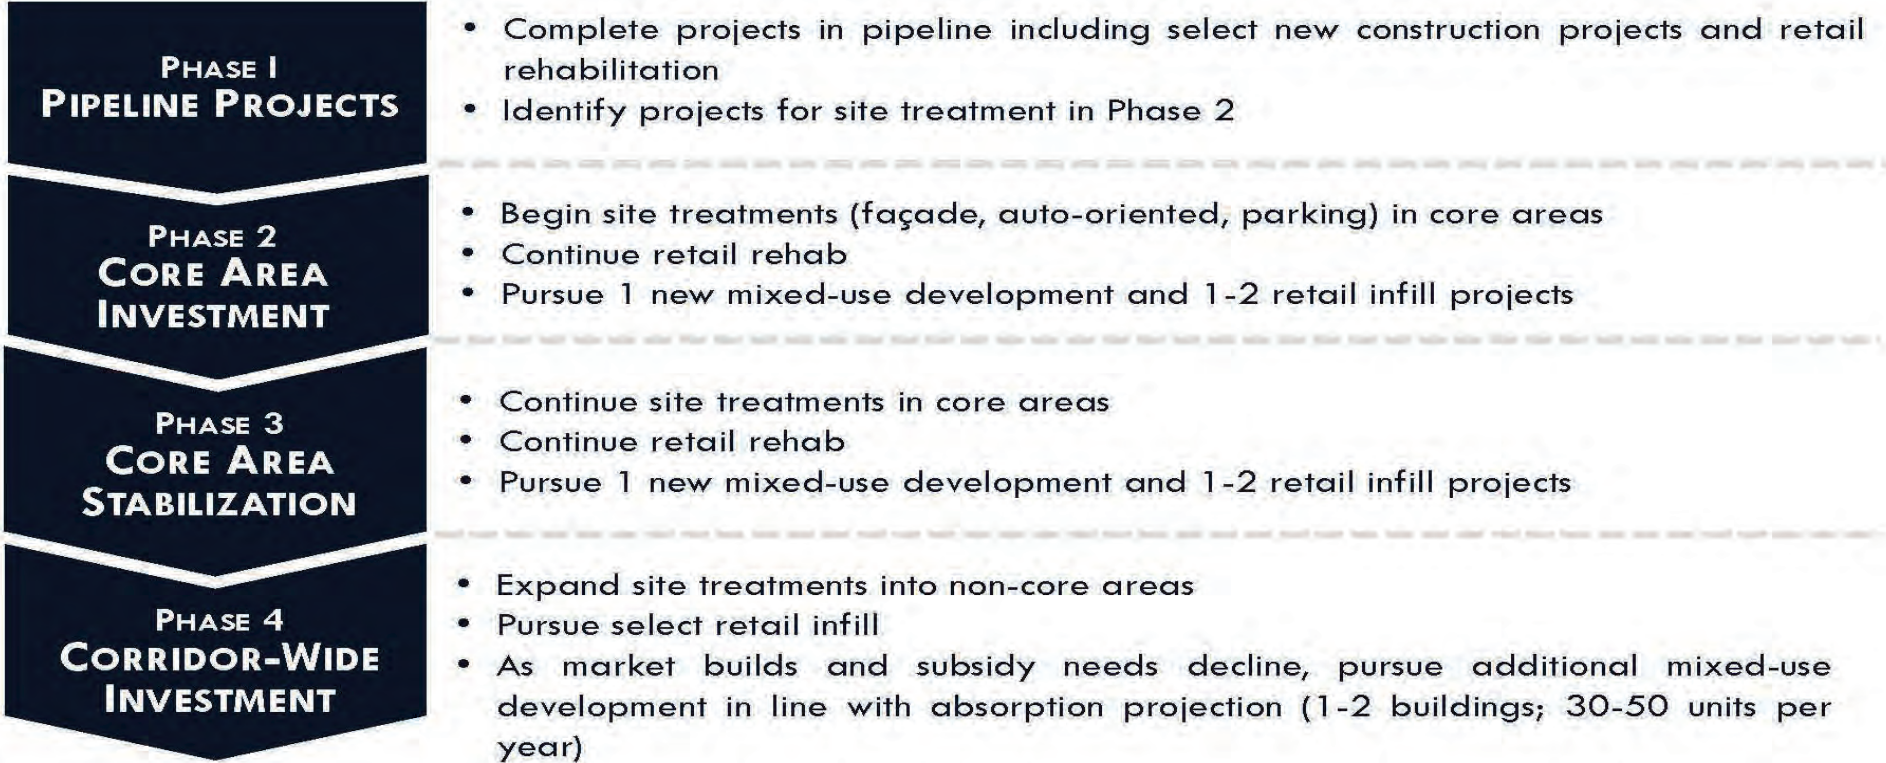 PHASE I
PIPELINE PROJECTS
• Complete projects in pipeline including select new construction projects and retail
rehabilitation
• Identify projects for site treatment in Phase 2
PHASE 2
CORE AREA
INVESTMENT
• Begin site treatments (façade, auto-oriented, parking) in core areas
• Continue retail rehab
• Pursue 1 new mixed-use development and 1-2 retail infill projects
PHASE 3
CORE AREA
STABILIZATION
• Continue site treatments in core areas
• Continue retail rehab
• Pursue 1 new mixed-use development and 1-2 retail infill projects
PHASE 4
CORRIDOR-WIDE
INVESTMENT
• Expand site treatments into non-core areas
• Pursue select retail infill
• As market builds and subsidy needs decline, pursue additional mixed-use
development in line with absorption projection (1-2 buildings; 30-50 units per
year)